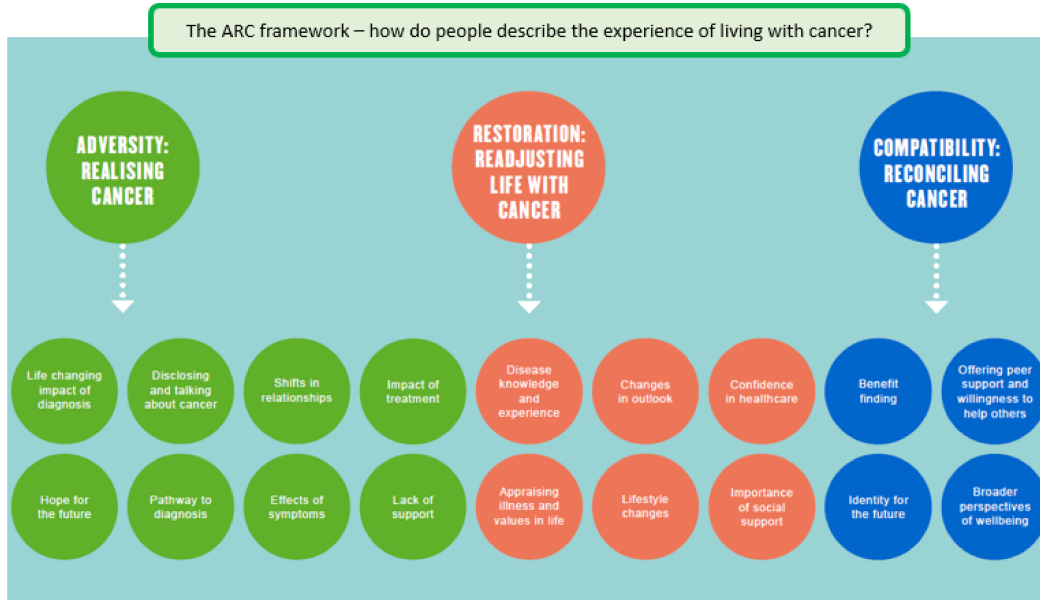 The ARC framework – how do people describe the experience of living with cancer?
ADVERSITY:
REALISING
CANCER
RESTORATION:
READJUSTING
LIFE WITH
CANCER
COMPATIBILITY:
RECONCILING
CANCER
Life changing
impact of
diagnosis
Disclosing
and talking
about cancer
Shifts in
relationships
Impact of
treatment
Disease
knowledge
and
experience
Changes
in outlook
Confidence
in healthcare
Benefit
finding
Offering peer
support and
willingness to
help others
Hope for
the future
Pathway to
diagnosis
Effects of
symptoms
Lack of
support
Appraising
illness and
values in life
Lifestyle
changes
Importance
of social
support
Identity for
the future
Broader
perspectives
of wellbeing